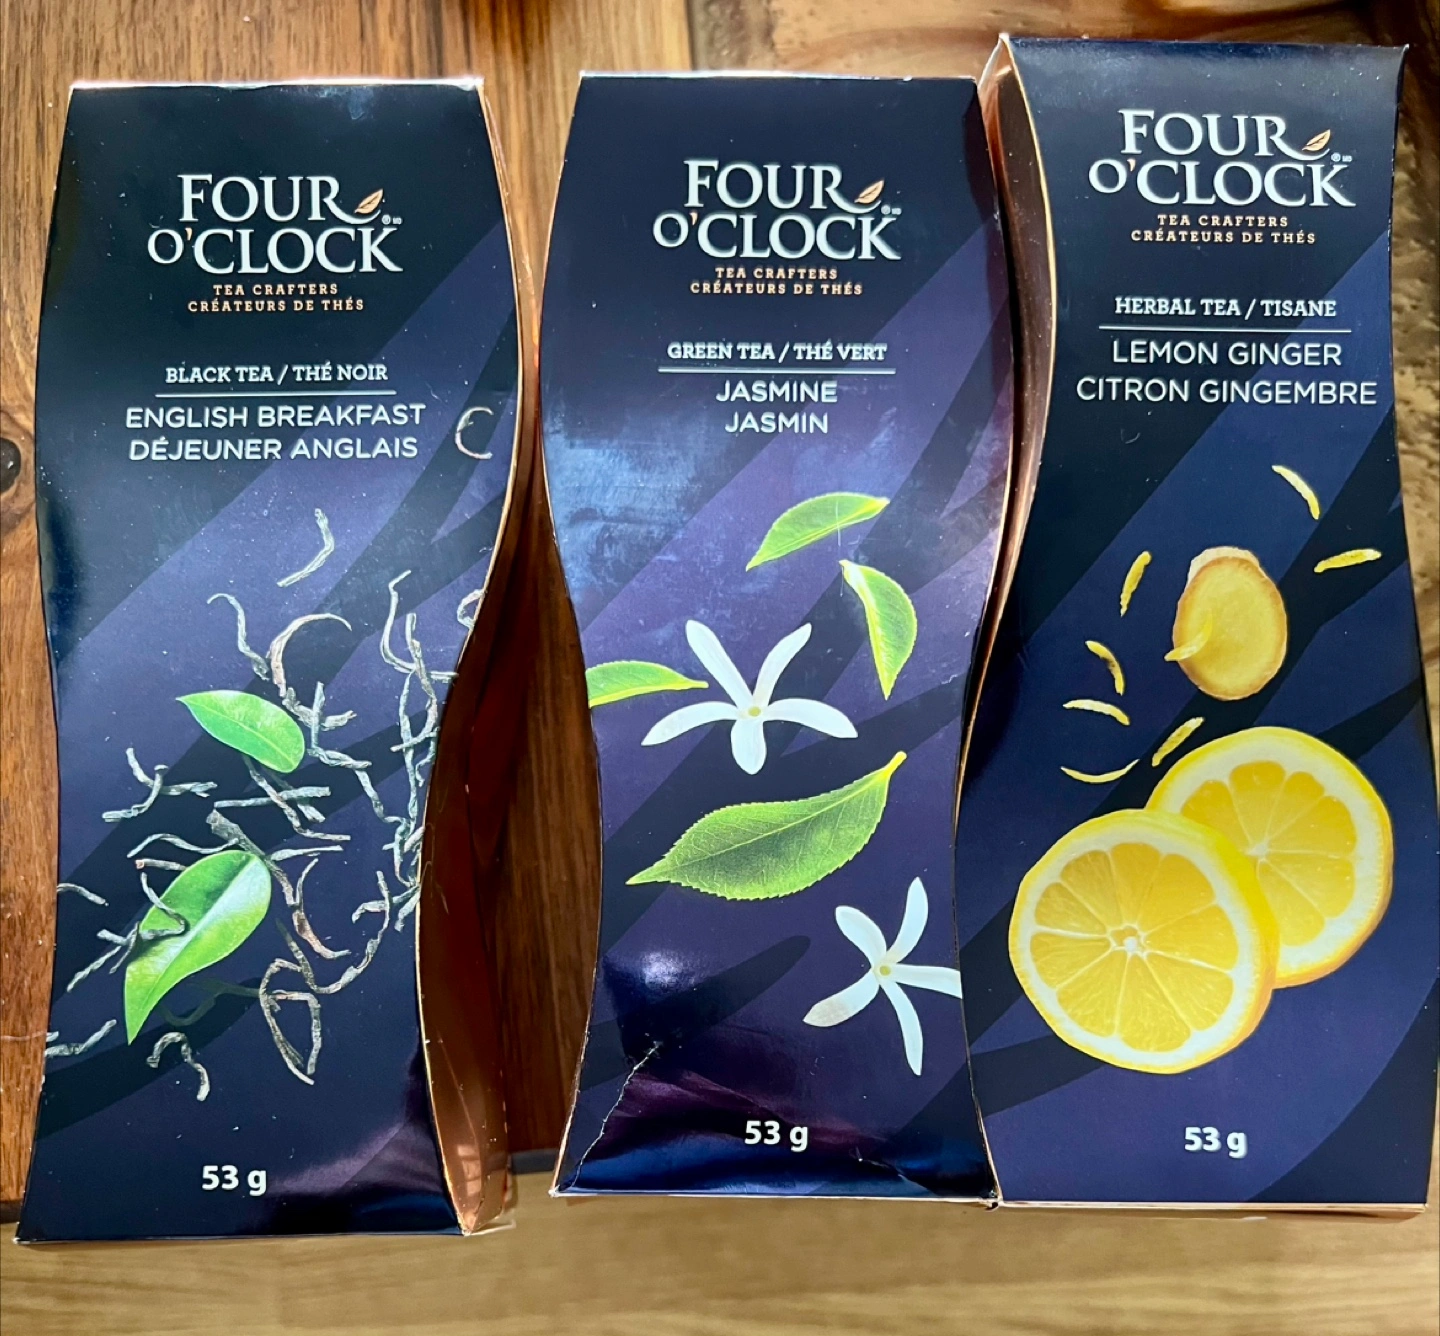 FOUR
O'CLOCK
TEA CRAFTERS
CRÉATEURS DE THÉS
BLACK TEA / THÉ NOIR
ENGLISH BREAKFAST
DÉJEUNER ANGLAIS
53 g
FOUR
O'CLOCK
TEA CRAFTERS
CRÉATEURS DE THÉS
GREEN TEA / THÉ VERT
JASMINE
JASMIN
53 g
FOUR
O'CLOCK
TEA CRAFTERS
CRÉATEURS DE THÉS
HERBAL TEA / TISANE
LEMON GINGER
CITRON GINGEMBRE
53 g